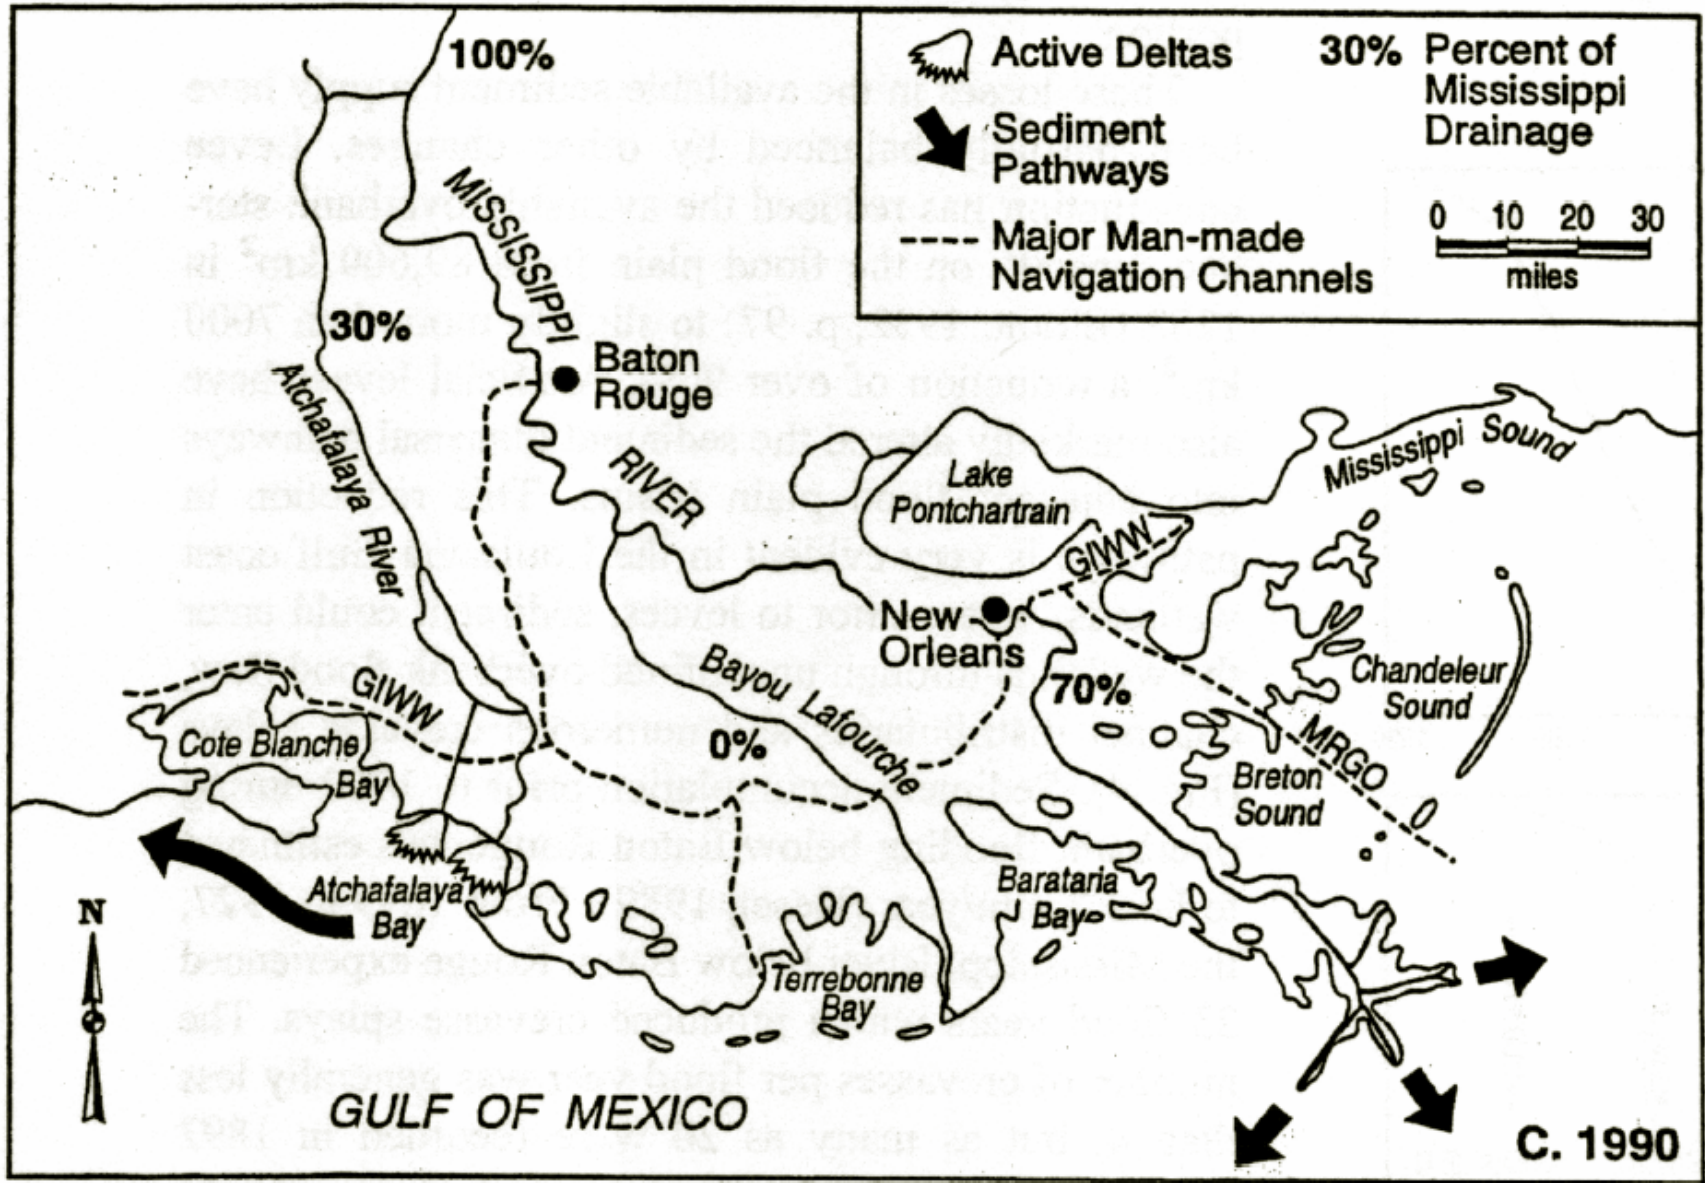 100%
Active Deltas
30% Percent of
Mississippi
Drainage
Sediment
Pathways
0 10 20 30
miles
Major Man-made
Navigation Channels
MISSISSIPPI
30%
Baton
Rouge
Atchafalaya River
RIVER
Lake
Pontchartrain
Mississippi Sound
GIWW
New
Orleans
Chandeleur
Sound
70%
Bayou Lafourche
GIWW
0%
MRGO
Cote Blanche
Bay
Breton
Sound
Atchafalaya
Bay
Barataria
Bay
N
Terrebonne
Bay
GULF OF MEXICO
C. 1990